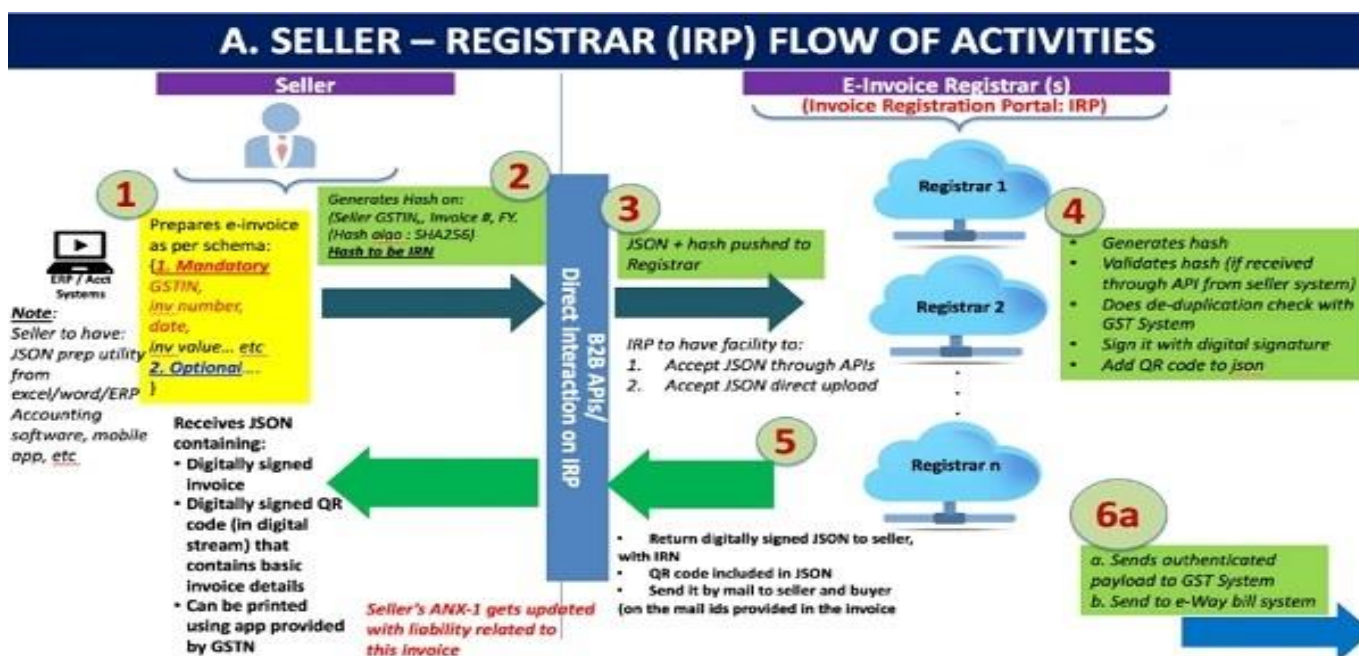 A. SELLER – REGISTRAR (IRP) FLOW OF ACTIVITIES
Seller
E-Invoice Registrar (s)
(Invoice Registration Portal: IRP)
1
Prepares e-invoice
as per schema:
{1. Mandatory
GSTIN,
inv number,
date,
inv value... etc
2. Optional....
}
ERP / Acct
Systems
Note:
Seller to have:
JSON prep utility
from
excel/word/ERP
Accounting
software, mobile
app, etc
2
Generates Hash on:
(Seller GSTIN,, Invoice #, FY.
(Hash algo : SHA256)
Hash to be IRN
B2B APIs/
Direct Interaction on IRP
3
JSON + hash pushed to
Registrar
IRP to have facility to:
1. Accept JSON through APIs
2. Accept JSON direct upload
Registrar 1
Registrar 2
Registrar n
4
• Generates hash
• Validates hash (if received
through API from seller system)
• Does de-duplication check with
GST System
• Sign it with digital signature
• Add QR code to json
5
• Return digitally signed JSON to seller,
with IRN
• QR code included in JSON
• Send it by mail to seller and buyer
(on the mail ids provided in the invoice
Receives JSON
containing:
• Digitally signed
invoice
• Digitally signed QR
code (in digital
stream) that
contains basic
invoice details
• Can be printed
using app provided
by GSTN
Seller's ANX-1 gets updated
with liability related to
this invoice
6a
a. Sends authenticated
payload to GST System
b. Send to e-Way bill system